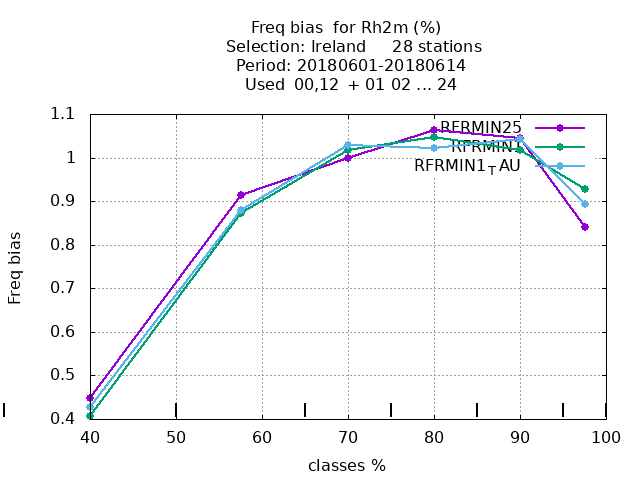 Freq bias for Rh2m (%)
Selection: Ireland 28 stations
Period: 20180601-20180614
Used 00,12 + 01 02 ... 24
1.1
1
0.9
0.8
0.7
0.6
0.5
0.4
Freq bias
RFRMIN25
RFRMIN1
RFRMIN1TAU
40 50 60 70 80 90 100
classes %